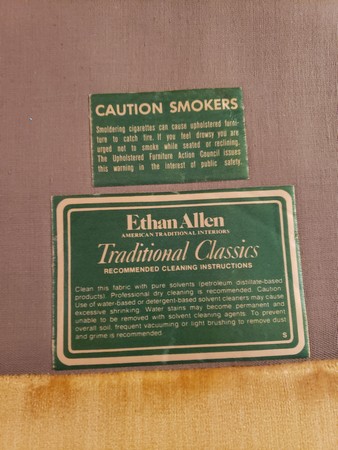 CAUTION SMOKERS
Smoldering cigarettes can cause upholstered furni-
ture to catch fire. If you feel drowsy you are
urged not to smoke while seated or reclining.
The Upholstered Furniture Action Council issues
this warning in the interest of public safety.
Ethan Allen
AMERICAN TRADITIONAL INTERIORS
Traditional Classics
RECOMMENDED CLEANING INSTRUCTIONS
Clean this fabric with pure solvents (petroleum distillate-based
products). Professional dry cleaning is recommended. Caution:
Use of water-based or detergent-based solvent cleaners may cause
excessive shrinking. Water stains may become permanent and
unable to be removed with solvent cleaning agents. To prevent
overall soil, frequent vacuuming or light brushing to remove dust
and grime is recommended.
S